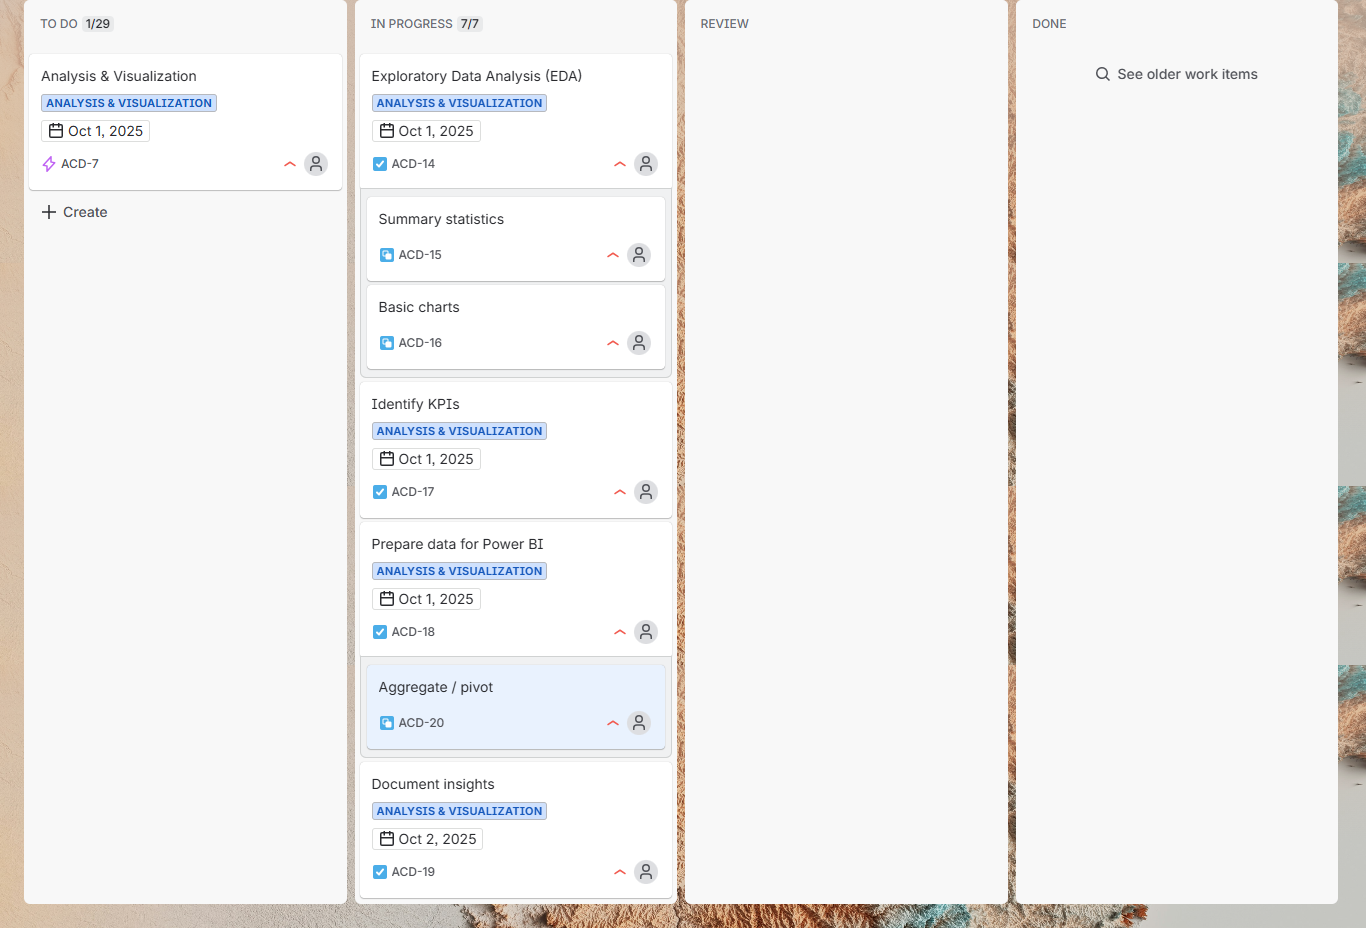 TO DO 1/29
Analysis & Visualization
ANALYSIS & VISUALIZATION
Oct 1, 2025
ACD-7
Create
IN PROGRESS 7/7
Exploratory Data Analysis (EDA)
ANALYSIS & VISUALIZATION
Oct 1, 2025
ACD-14
Summary statistics
ACD-15
Basic charts
ACD-16
Identify KPIs
ANALYSIS & VISUALIZATION
Oct 1, 2025
ACD-17
Prepare data for Power BI
ANALYSIS & VISUALIZATION
Oct 1, 2025
ACD-18
Aggregate / pivot
ACD-20
Document insights
ANALYSIS & VISUALIZATION
Oct 2, 2025
ACD-19
REVIEW
DONE
See older work items